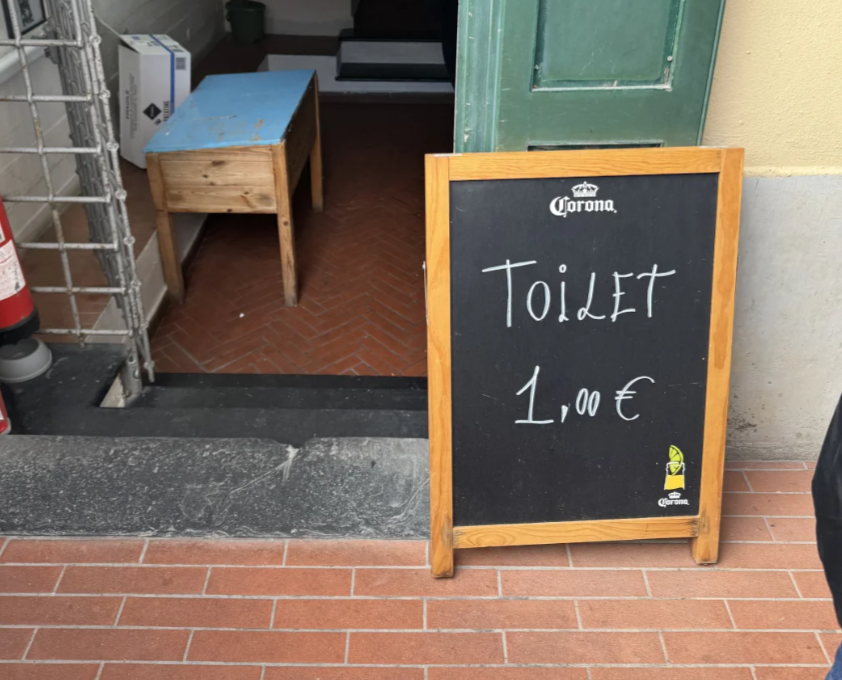 Corona
TOiLET
1,00 €
Corona